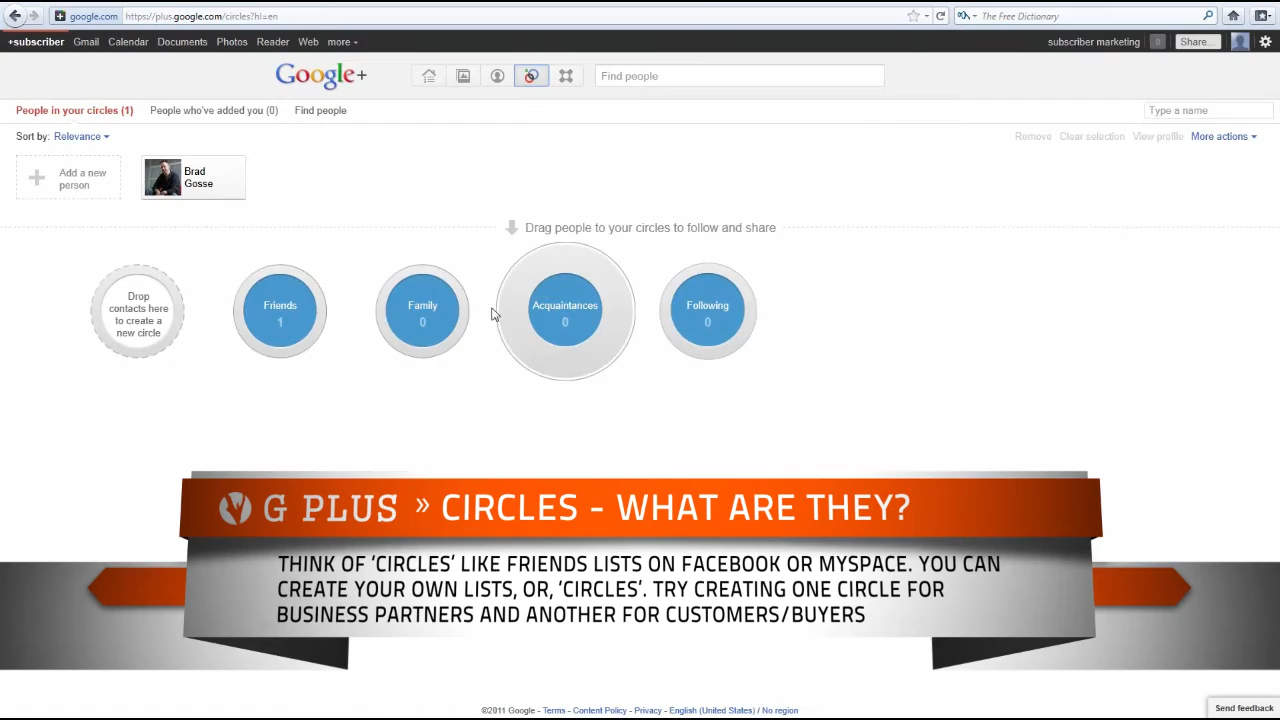 google.com https://plus.google.com/circles?hl=en The Free Dictionary
+subscriber Gmail Calendar Documents Photos Reader Web more subscriber marketing 0 Share...
Google+ Find people
People in your circles (1) People who've added you (0) Find people Type a name
Sort by: Relevance Remove Clear selection View profile More actions
Add a new
person
Brad
Gosse
Drag people to your circles to follow and share
Drop
contacts here
to create a
new circle
Friends
1
Family
0
Acquaintances
0
Following
0
G PLUS » CIRCLES - WHAT ARE THEY?
THINK OF 'CIRCLES' LIKE FRIENDS LISTS ON FACEBOOK OR MYSPACE. YOU CAN
CREATE YOUR OWN LISTS, OR, 'CIRCLES'. TRY CREATING ONE CIRCLE FOR
BUSINESS PARTNERS AND ANOTHER FOR CUSTOMERS/BUYERS
©2011 Google - Terms - Content Policy - Privacy - English (United States) / No region
Send feedback